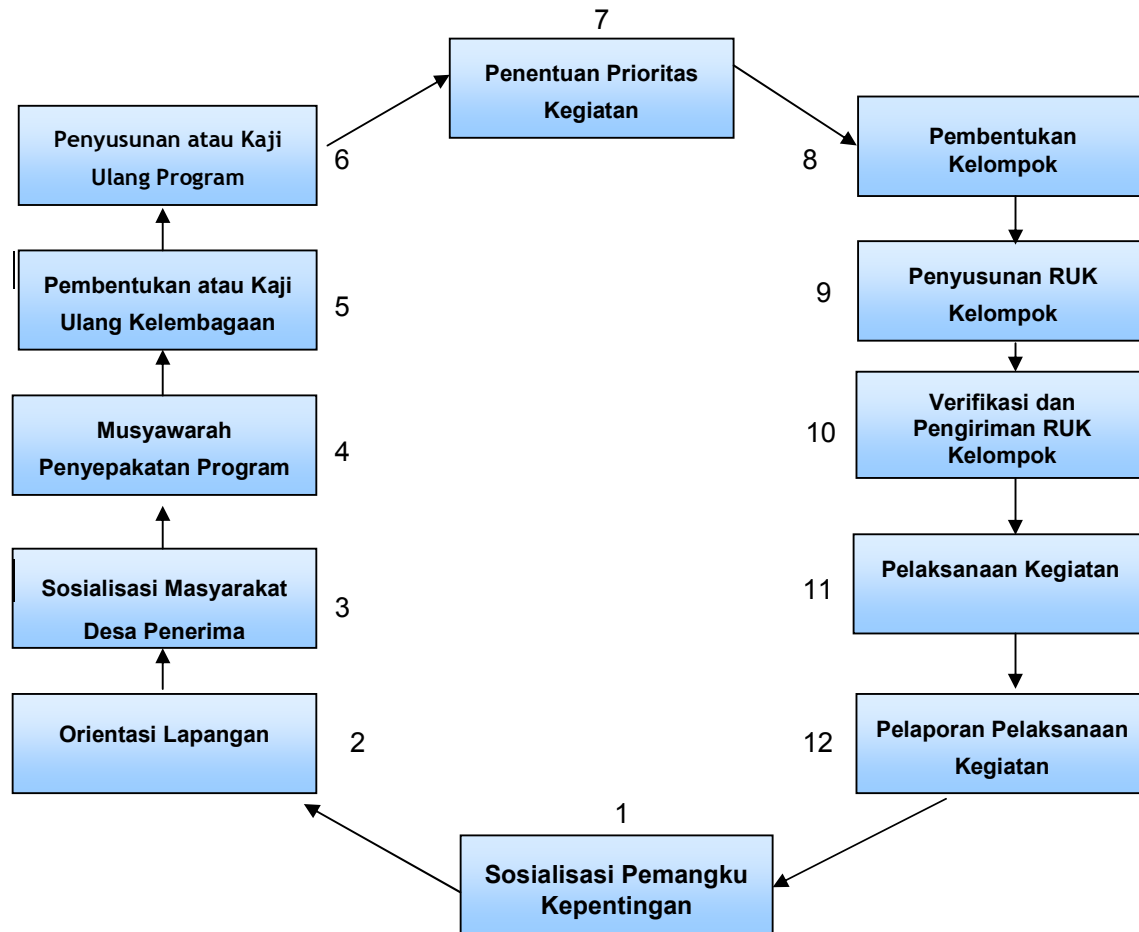 7
Penentuan Prioritas
Kegiatan
Penyusunan atau Kaji
Ulang Program
6
8
Pembentukan
Kelompok
Pembentukan atau Kaji
Ulang Kelembagaan
5
9
Penyusunan RUK
Kelompok
Musyawarah
Penyepakatan Program
4
10
Verifikasi dan
Pengiriman RUK
Kelompok
Sosialisasi Masyarakat
Desa Penerima
3
11
Pelaksanaan Kegiatan
Orientasi Lapangan
2
12
Pelaporan Pelaksanaan
Kegiatan
1
Sosialisasi Pemangku
Kepentingan